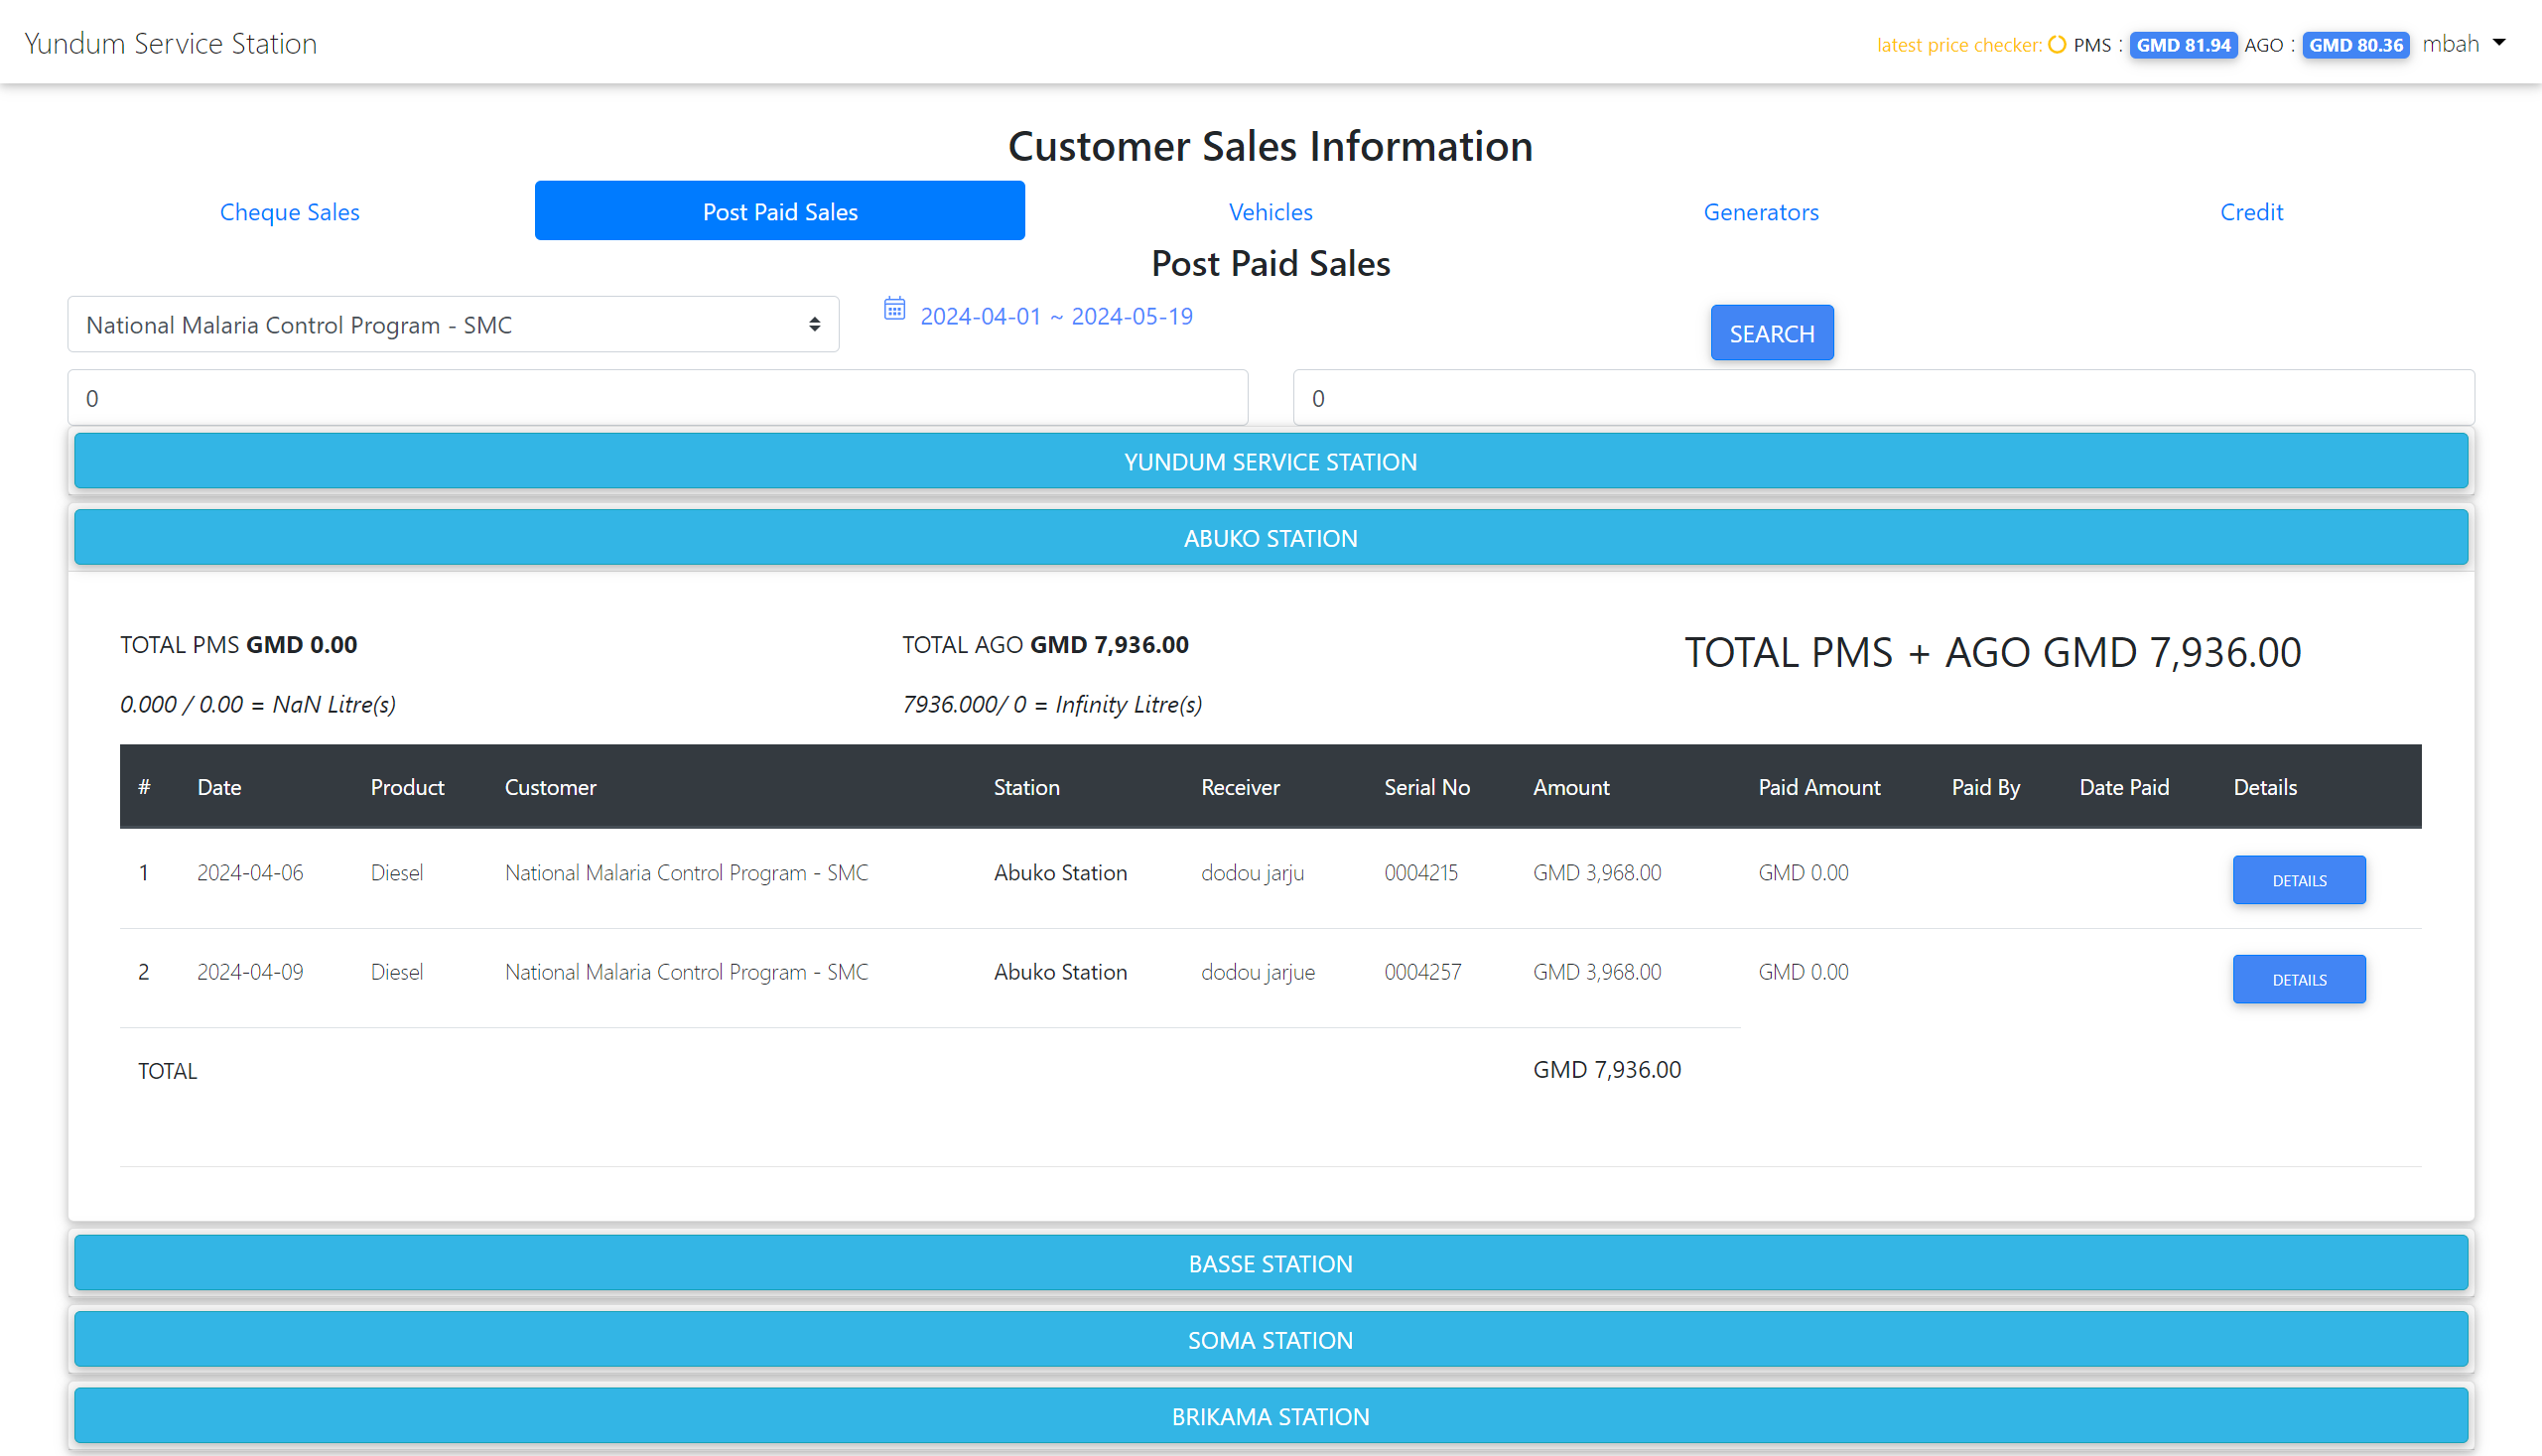 Yundum Service Station
latest price checker: PMS : GMD 81.94 AGO : GMD 80.36 mbah
Customer Sales Information
Cheque Sales Post Paid Sales Vehicles Generators Credit
Post Paid Sales
National Malaria Control Program - SMC 2024-04-01 ~ 2024-05-19 SEARCH
0 0
YUNDUM SERVICE STATION
ABUKO STATION
TOTAL PMS GMD 0.00 TOTAL AGO GMD 7,936.00 TOTAL PMS + AGO GMD 7,936.00
0.000 / 0.00 = NaN Litre(s) 7936.000/ 0 = Infinity Litre(s)
# Date Product Customer Station Receiver Serial No Amount Paid Amount Paid By Date Paid Details
1 2024-04-06 Diesel National Malaria Control Program - SMC Abuko Station dodou jarju 0004215 GMD 3,968.00 GMD 0.00 DETAILS
2 2024-04-09 Diesel National Malaria Control Program - SMC Abuko Station dodou jarjue 0004257 GMD 3,968.00 GMD 0.00 DETAILS
TOTAL GMD 7,936.00
BASSE STATION
SOMA STATION
BRIKAMA STATION